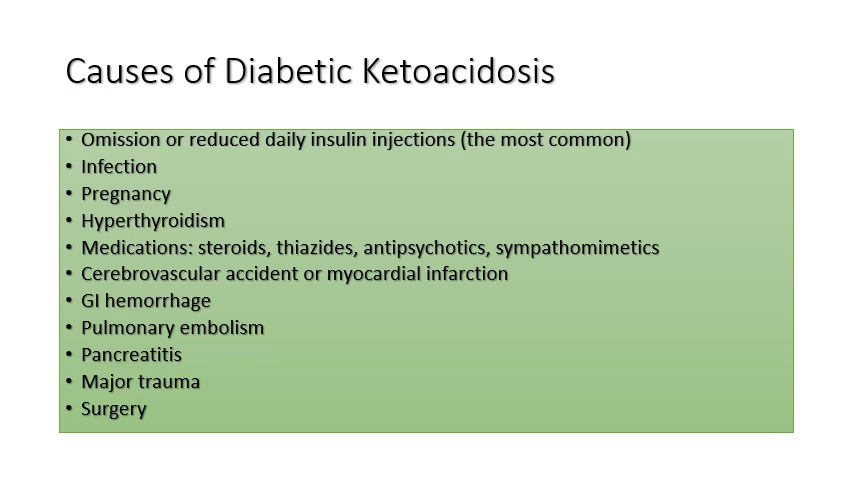 Causes of Diabetic Ketoacidosis
• Omission or reduced daily insulin injections (the most common)
• Infection
• Pregnancy
• Hyperthyroidism
• Medications: steroids, thiazides, antipsychotics, sympathomimetics
• Cerebrovascular accident or myocardial infarction
• GI hemorrhage
• Pulmonary embolism
• Pancreatitis
• Major trauma
• Surgery